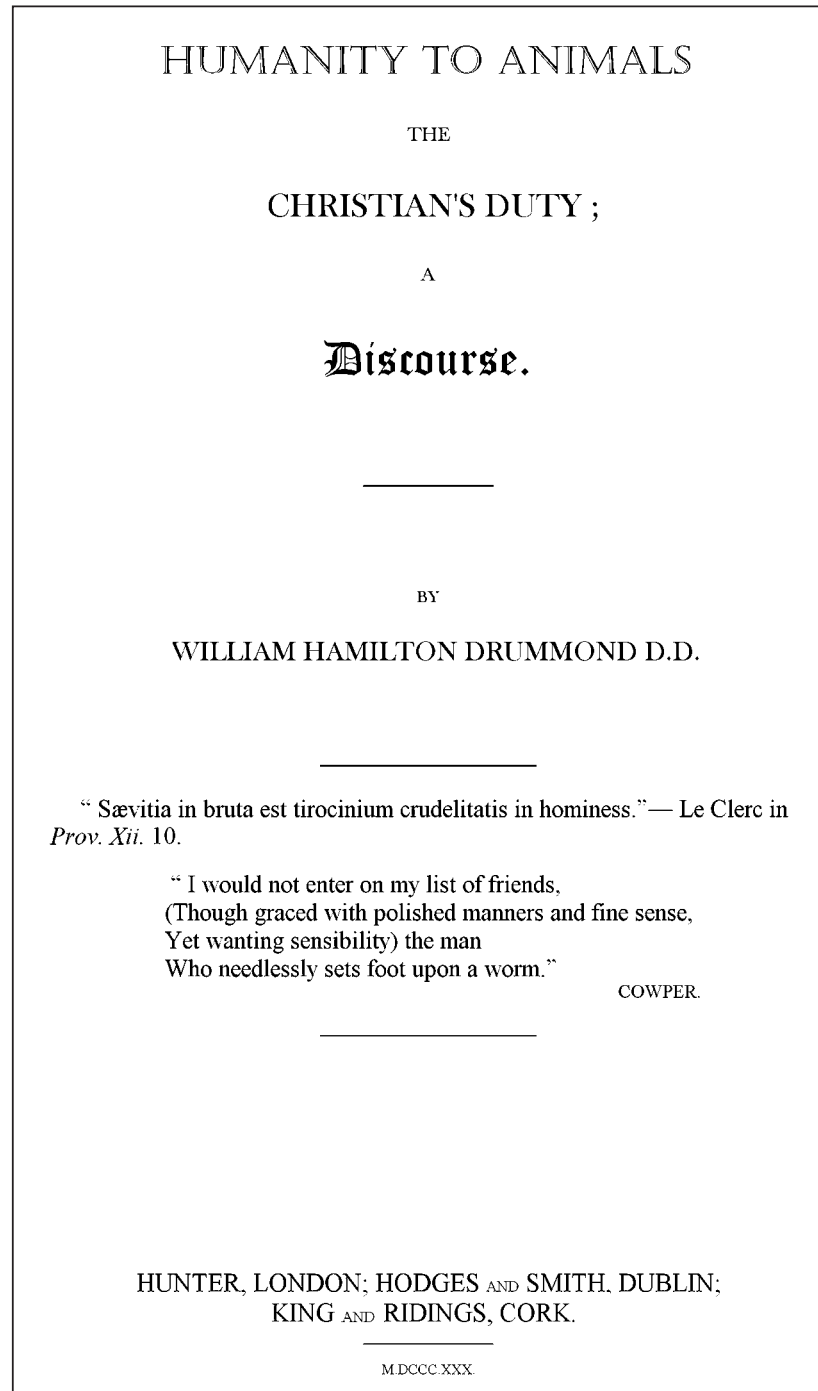 HUMANITY TO ANIMALS
THE
CHRISTIAN'S DUTY ;
A
Discourse.
BY
WILLIAM HAMILTON DRUMMOND D.D.
“ Sævitia in bruta est tirocinium crudelitatis in hominess.”— Le Clerc in
Prov. Xii. 10.
“ I would not enter on my list of friends,
(Though graced with polished manners and fine sense,
Yet wanting sensibility) the man
Who needlessly sets foot upon a worm.”
COWPER.
HUNTER, LONDON; HODGES AND SMITH, DUBLIN;
KING AND RIDINGS, CORK.
M.DCCC.XXX.